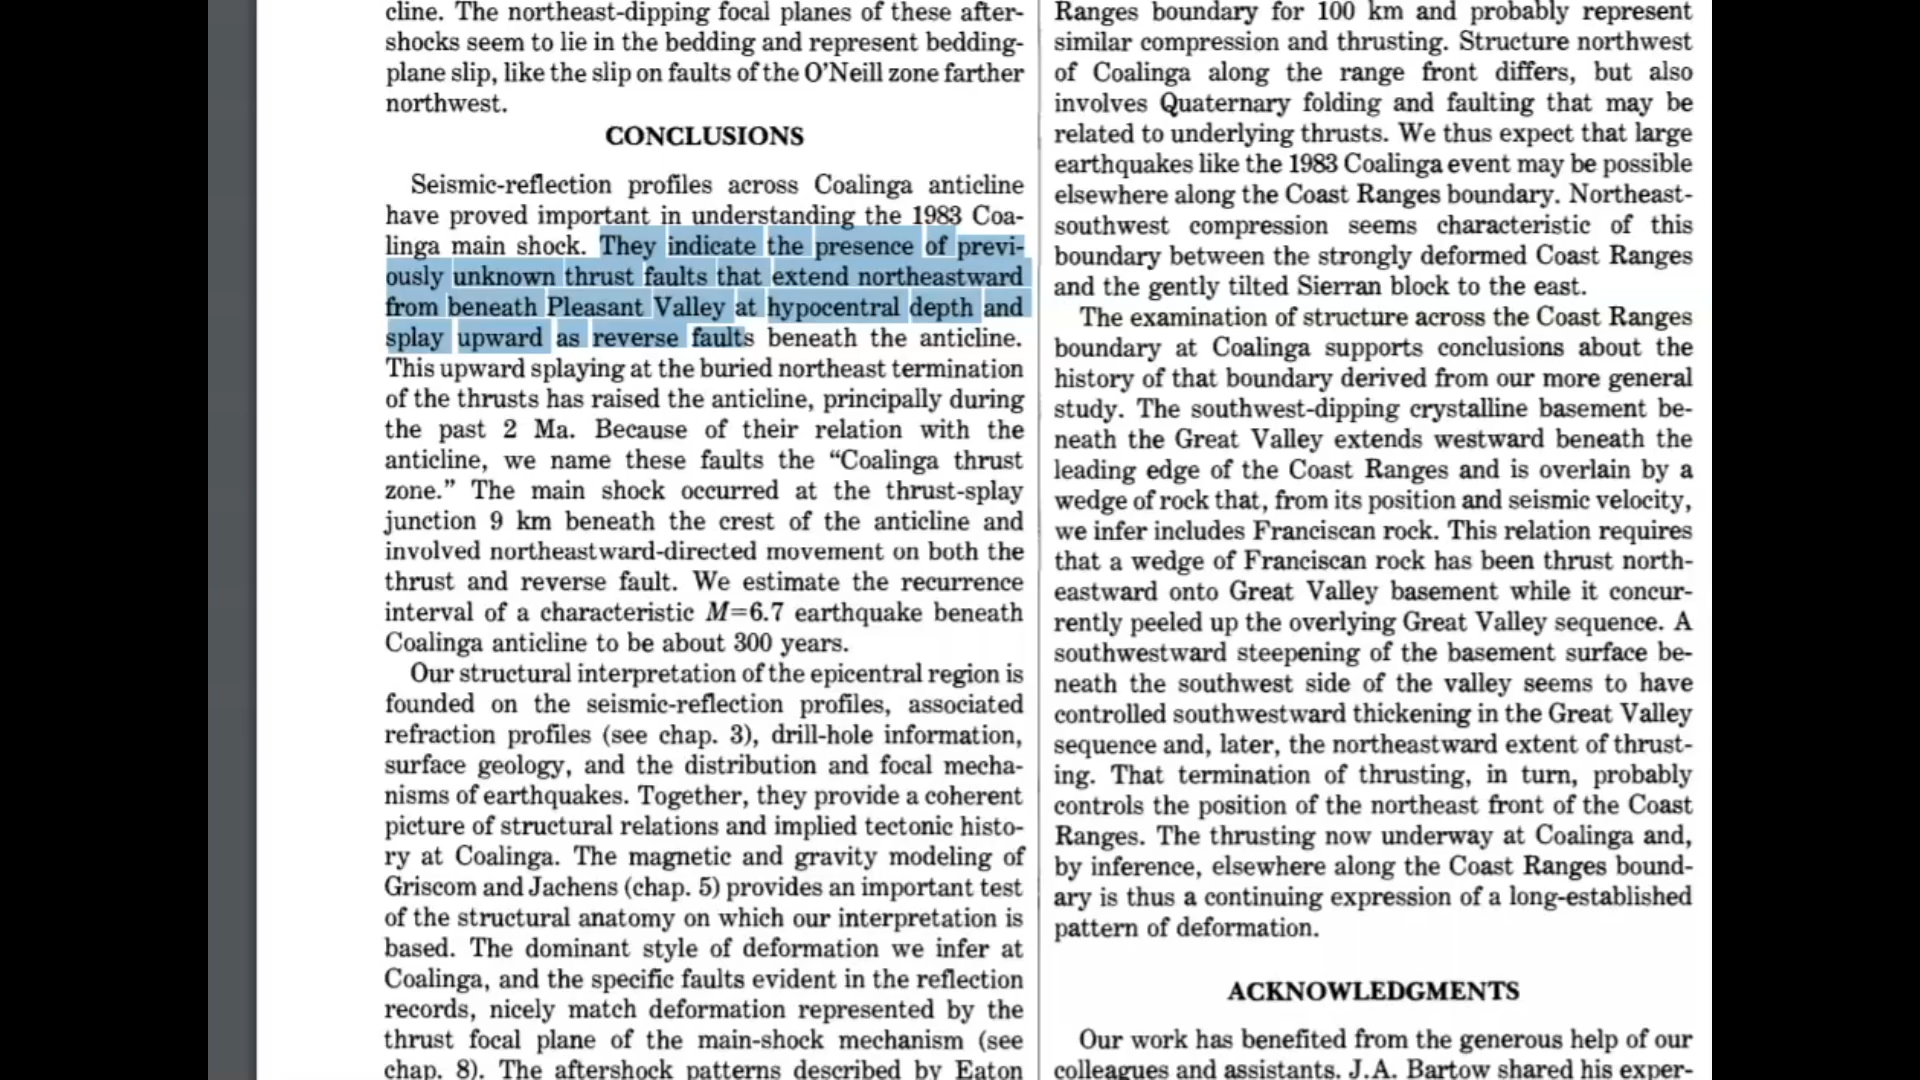 cline. The northeast-dipping focal planes of these after-
shocks seem to lie in the bedding and represent bedding-
plane slip, like the slip on faults of the O'Neill zone farther
northwest.
CONCLUSIONS
Seismic-reflection profiles across Coalinga anticline
have proved important in understanding the 1983 Coa-
linga main shock. They indicate the presence of previ-
ously unknown thrust faults that extend northeastward
from beneath Pleasant Valley at hypocentral depth and
splay upward as reverse faults beneath the anticline.
This upward splaying at the buried northeast termination
of the thrusts has raised the anticline, principally during
the past 2 Ma. Because of their relation with the
anticline, we name these faults the “Coalinga thrust
zone.” The main shock occurred at the thrust-splay
junction 9 km beneath the crest of the anticline and
involved northeastward-directed movement on both the
thrust and reverse fault. We estimate the recurrence
interval of a characteristic M=6.7 earthquake beneath
Coalinga anticline to be about 300 years.
Our structural interpretation of the epicentral region is
founded on the seismic-reflection profiles, associated
refraction profiles (see chap. 3), drill-hole information,
surface geology, and the distribution and focal mecha-
nisms of earthquakes. Together, they provide a coherent
picture of structural relations and implied tectonic histo-
ry at Coalinga. The magnetic and gravity modeling of
Griscom and Jachens (chap. 5) provides an important test
of the structural anatomy on which our interpretation is
based. The dominant style of deformation we infer at
Coalinga, and the specific faults evident in the reflection
records, nicely match deformation represented by the
thrust focal plane of the main-shock mechanism (see
chap. 8). The aftershock patterns described by Eaton
Ranges boundary for 100 km and probably represent
similar compression and thrusting. Structure northwest
of Coalinga along the range front differs, but also
involves Quaternary folding and faulting that may be
related to underlying thrusts. We thus expect that large
earthquakes like the 1983 Coalinga event may be possible
elsewhere along the Coast Ranges boundary. Northeast-
southwest compression seems characteristic of this
boundary between the strongly deformed Coast Ranges
and the gently tilted Sierran block to the east.
The examination of structure across the Coast Ranges
boundary at Coalinga supports conclusions about the
history of that boundary derived from our more general
study. The southwest-dipping crystalline basement be-
neath the Great Valley extends westward beneath the
leading edge of the Coast Ranges and is overlain by a
wedge of rock that, from its position and seismic velocity,
we infer includes Franciscan rock. This relation requires
that a wedge of Franciscan rock has been thrust north-
eastward onto Great Valley basement while it concur-
rently peeled up the overlying Great Valley sequence. A
southwestward steepening of the basement surface be-
neath the southwest side of the valley seems to have
controlled southwestward thickening in the Great Valley
sequence and, later, the northeastward extent of thrust-
ing. That termination of thrusting, in turn, probably
controls the position of the northeast front of the Coast
Ranges. The thrusting now underway at Coalinga and,
by inference, elsewhere along the Coast Ranges bound-
ary is thus a continuing expression of a long-established
pattern of deformation.
ACKNOWLEDGMENTS
Our work has benefited from the generous help of our
colleagues and assistants. J.A. Bartow shared his exper-